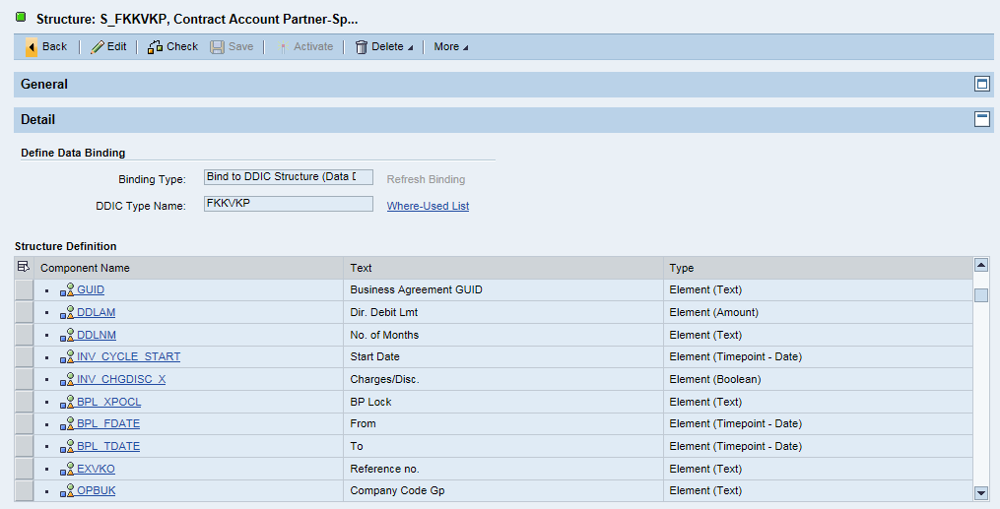 Structure: S_FKKVKP, Contract Account Partner-Sp...
Back Edit Check Save Activate Delete More
General
Detail
Define Data Binding
Binding Type: Bind to DDIC Structure (Data D Refresh Binding
DDIC Type Name: FKKVKP Where-Used List
Structure Definition
Component Name Text Type
GUID Business Agreement GUID Element (Text)
DDLAM Dir. Debit Lmt Element (Amount)
DDLNM No. of Months Element (Text)
INV_CYCLE_START Start Date Element (Timepoint - Date)
INV_CHGDISC_X Charges/Disc. Element (Boolean)
BPL_XPOCL BP Lock Element (Text)
BPL_FDATE From Element (Timepoint - Date)
BPL_TDATE To Element (Timepoint - Date)
EXVKO Reference no. Element (Text)
OPBUK Company Code Gp Element (Text)